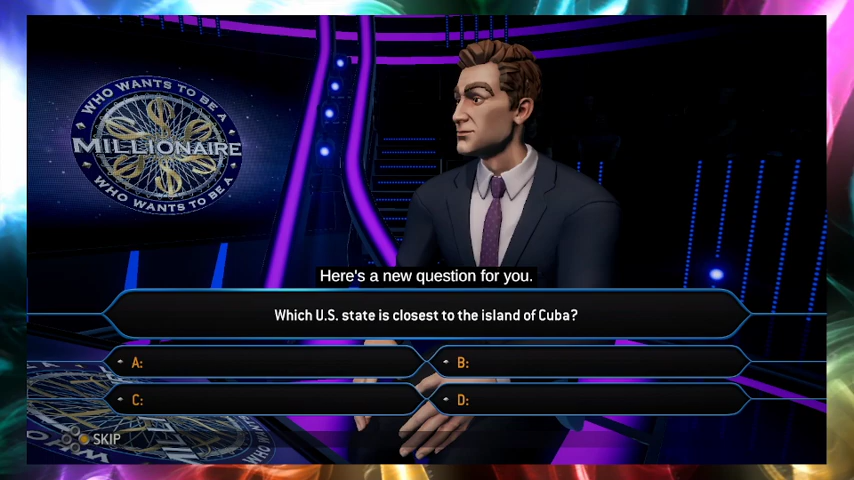 WHO WANTS TO BE A
MILLIONAIRE
WHO WANTS TO BE A
Here's a new question for you.
Which U.S. state is closest to the island of Cuba?
A:
B:
C:
D:
SKIP